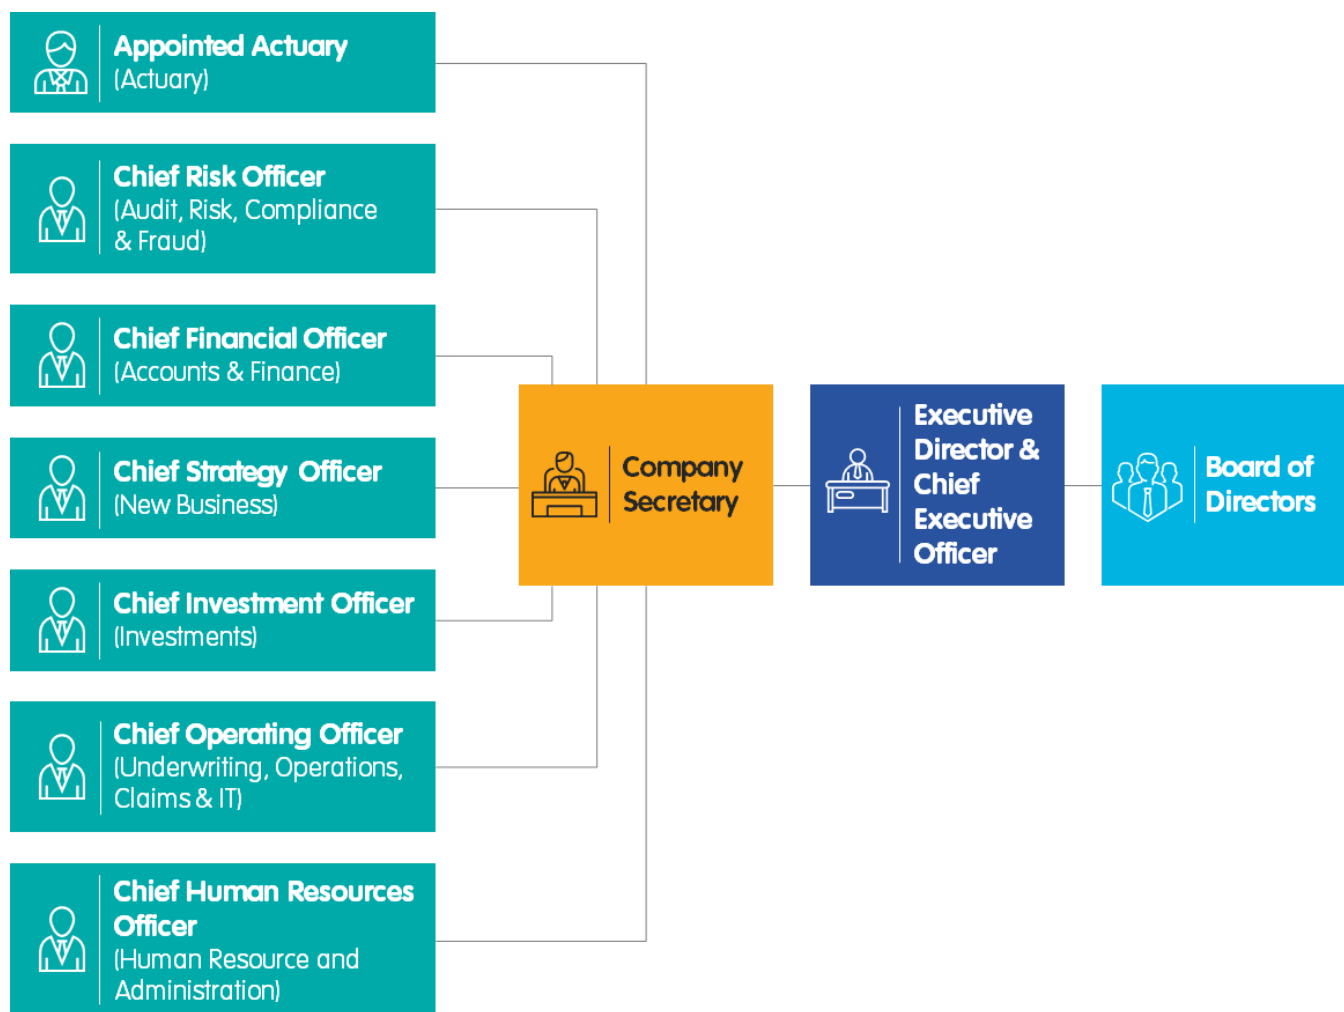 Appointed Actuary
(Actuary)
Chief Risk Officer
(Audit, Risk, Compliance
& Fraud)
Chief Financial Officer
(Accounts & Finance)
Chief Strategy Officer
(New Business)
Chief Investment Officer
(Investments)
Chief Operating Officer
(Underwriting, Operations,
Claims & IT)
Chief Human Resources
Officer
(Human Resource and
Administration)
Company
Secretary
Executive
Director &
Chief
Executive
Officer
Board of
Directors